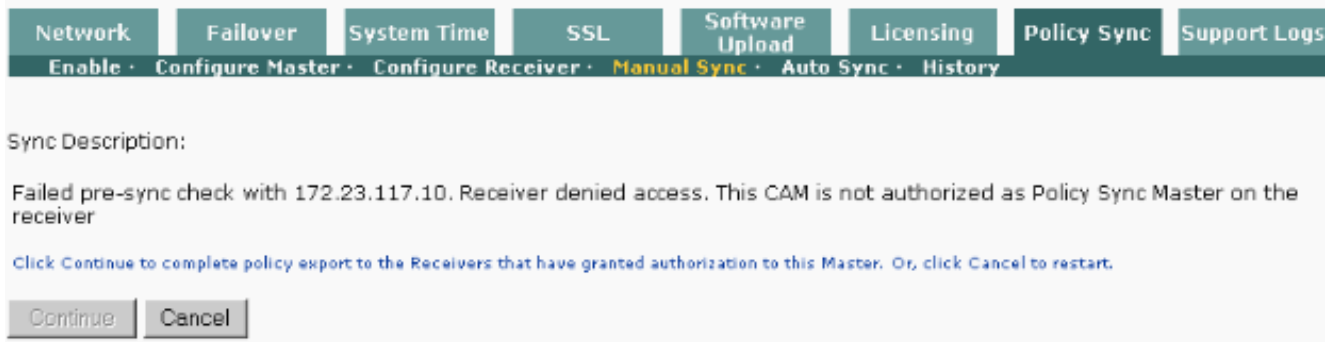 Network Failover System Time SSL Software Upload Licensing Policy Sync Support Logs
Enable · Configure Master · Configure Receiver · Manual Sync · Auto Sync · History
Sync Description:
Failed pre-sync check with 172.23.117.10. Receiver denied access. This CAM is not authorized as Policy Sync Master on the
receiver
Click Continue to complete policy export to the Receivers that have granted authorization to this Master. Or, click Cancel to restart.
Continue Cancel